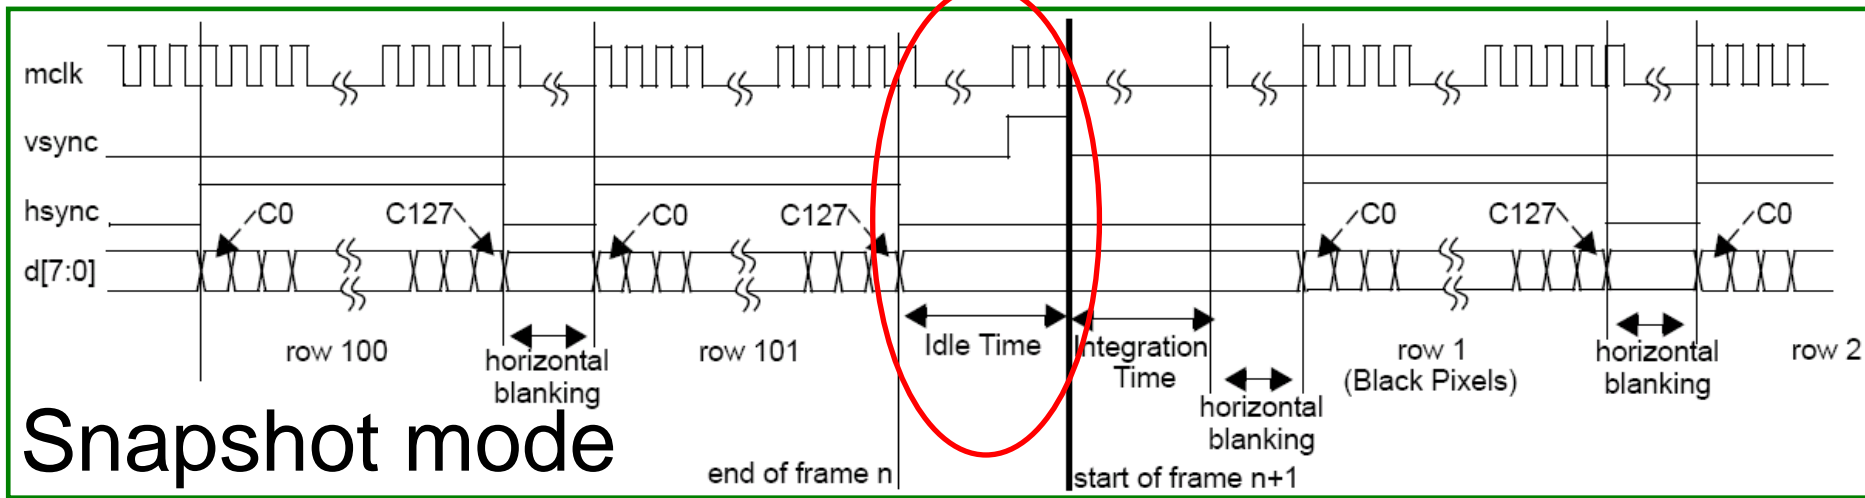 mclk
vsync
hsync
C0
C127
C0
C127
C0
C127
C0
d[7:0]
row 100
horizontal
blanking
row 101
Idle Time
Integration
Time
horizontal
blanking
row 1
(Black Pixels)
horizontal
blanking
row 2
Snapshot mode
end of frame n
start of frame n+1